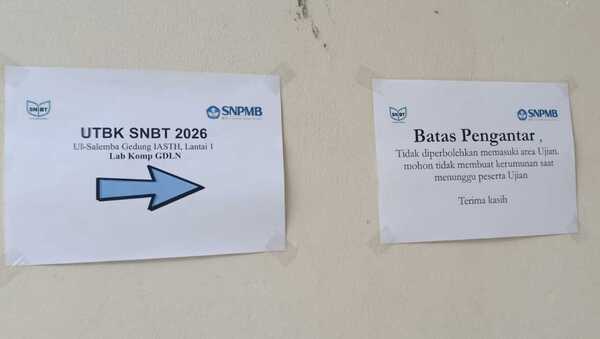 SNBT
SNPMB
UTBK SNBT 2026
UI-Salemba Gedung IASTH, Lantai 1
Lab Komp GDLN
SNBT
SNPMB
Batas Pengantar ,
Tidak diperbolehkan memasuki area Ujian.
mohon tidak membuat kerumunan saat
menunggu peserta Ujian
Terima kasih